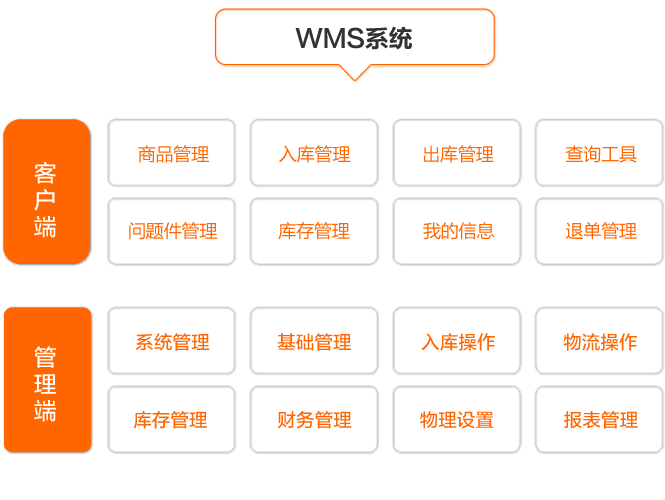 WMS系统
客户端
商品管理
入库管理
出库管理
查询工具
问题件管理
库存管理
我的信息
退单管理
管理端
系统管理
基础管理
入库操作
物流操作
库存管理
财务管理
物理设置
报表管理